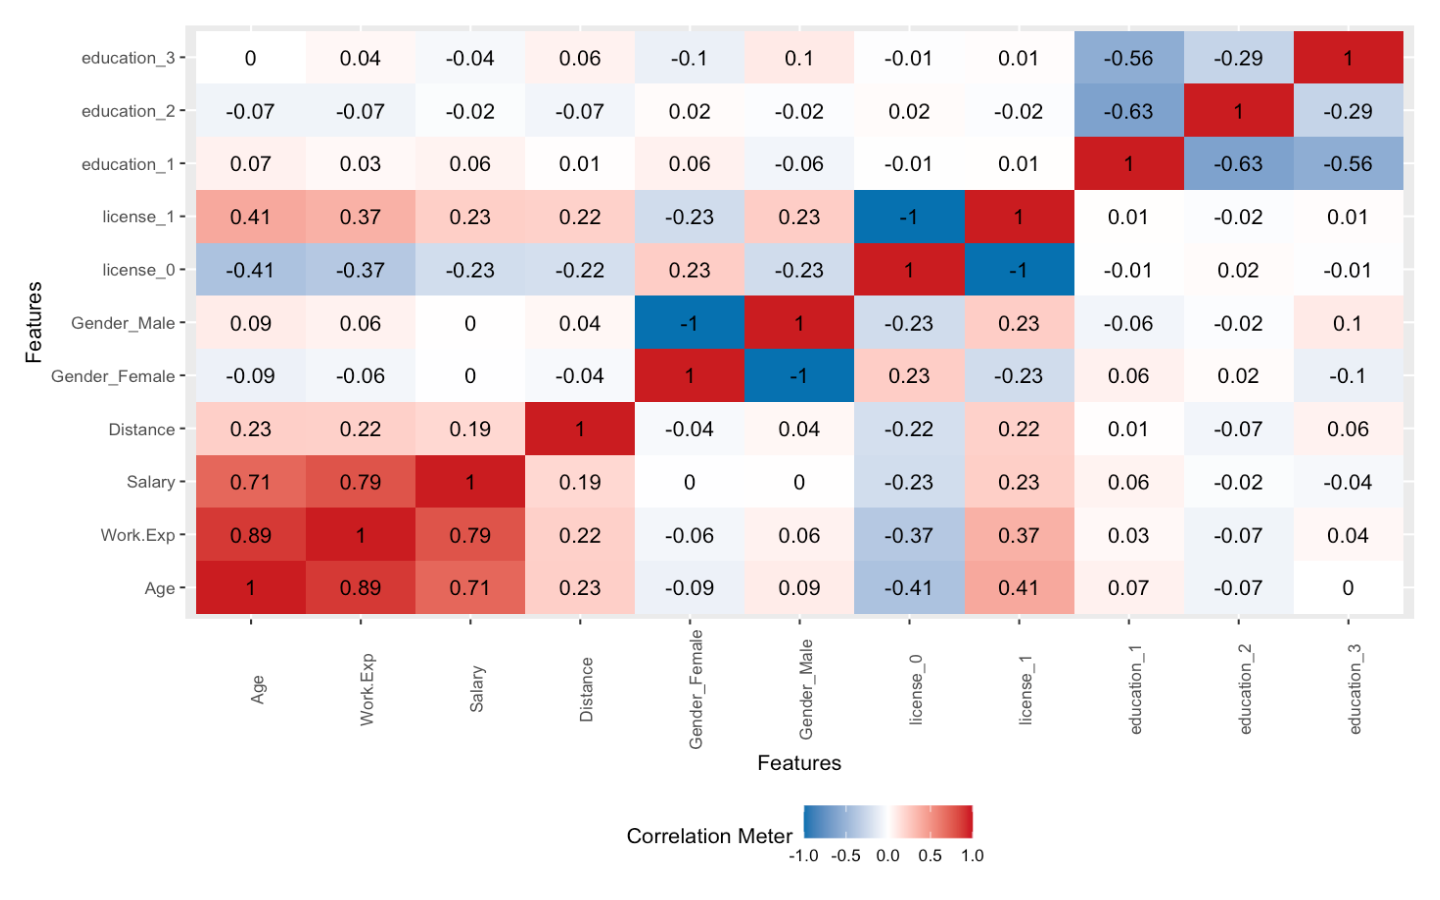 education_3 0 0.04 -0.04 0.06 -0.1 0.1 -0.01 0.01 -0.56 -0.29 1
education_2 -0.07 -0.07 -0.02 -0.07 0.02 -0.02 0.02 -0.02 -0.63 1 -0.29
education_1 0.07 0.03 0.06 0.01 0.06 -0.06 -0.01 0.01 1 -0.63 -0.56
license_1 0.41 0.37 0.23 0.22 -0.23 0.23 -1 1 0.01 -0.02 0.01
license_0 -0.41 -0.37 -0.23 -0.22 0.23 -0.23 1 -1 -0.01 0.02 -0.01
Gender_Male 0.09 0.06 0 0.04 -1 1 -0.23 0.23 -0.06 -0.02 0.1
Gender_Female -0.09 -0.06 0 -0.04 1 -1 0.23 -0.23 0.06 0.02 -0.1
Distance 0.23 0.22 0.19 1 -0.04 0.04 -0.22 0.22 0.01 -0.07 0.06
Salary 0.71 0.79 1 0.19 0 0 -0.23 0.23 0.06 -0.02 -0.04
Work.Exp 0.89 1 0.79 0.22 -0.06 0.06 -0.37 0.37 0.03 -0.07 0.04
Age 1 0.89 0.71 0.23 -0.09 0.09 -0.41 0.41 0.07 -0.07 0
Features
Age Work.Exp Salary Distance Gender_Female Gender_Male license_0 license_1 education_1 education_2 education_3
Features
Correlation Meter
-1.0 -0.5 0.0 0.5 1.0